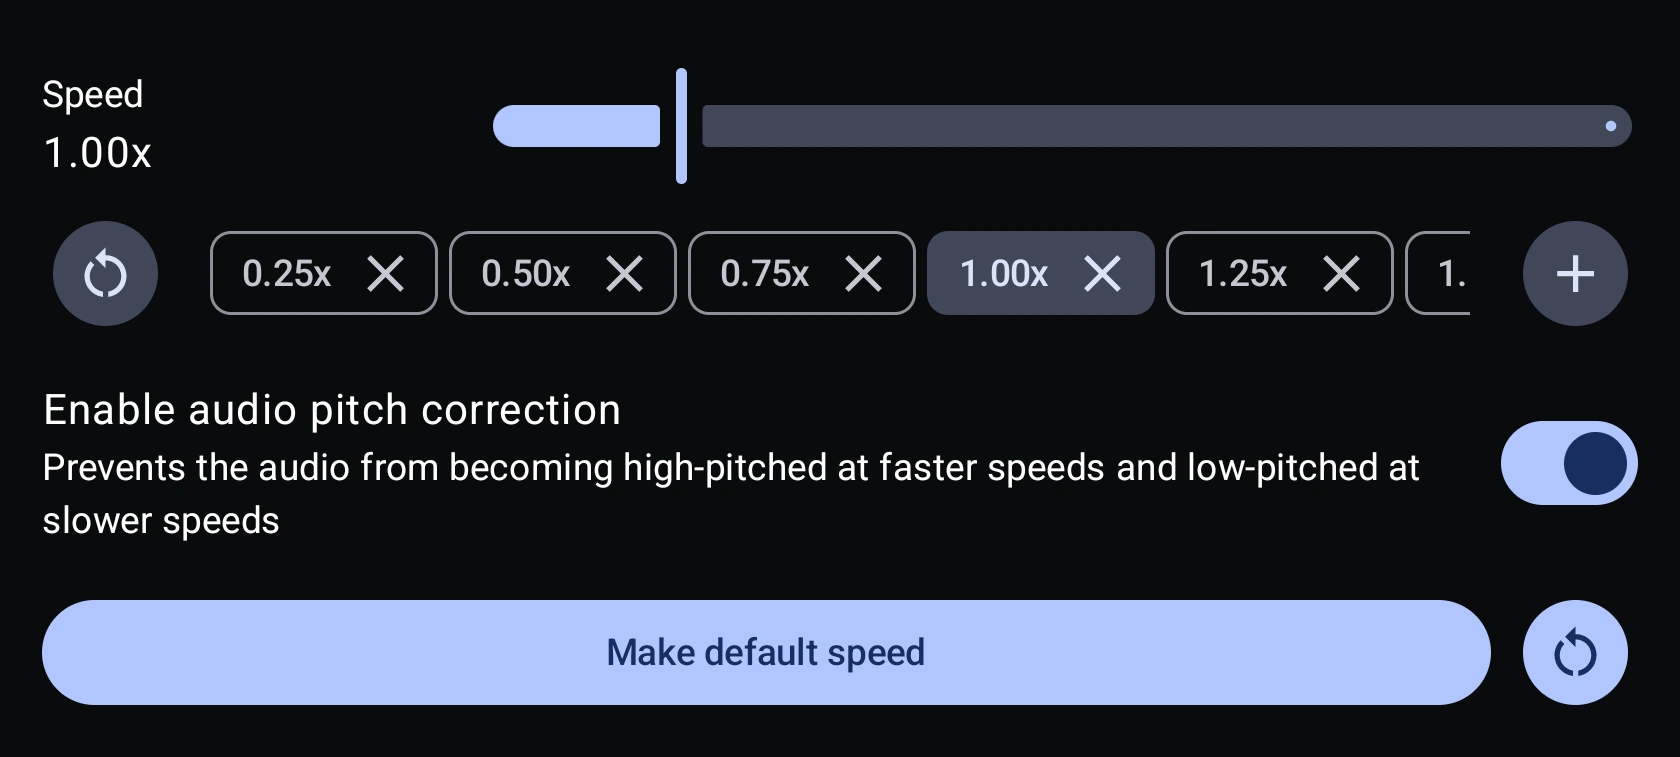 Speed
1.00x
0.25x 0.50x 0.75x 1.00x 1.25x 1.
Enable audio pitch correction
Prevents the audio from becoming high-pitched at faster speeds and low-pitched at
slower speeds
Make default speed